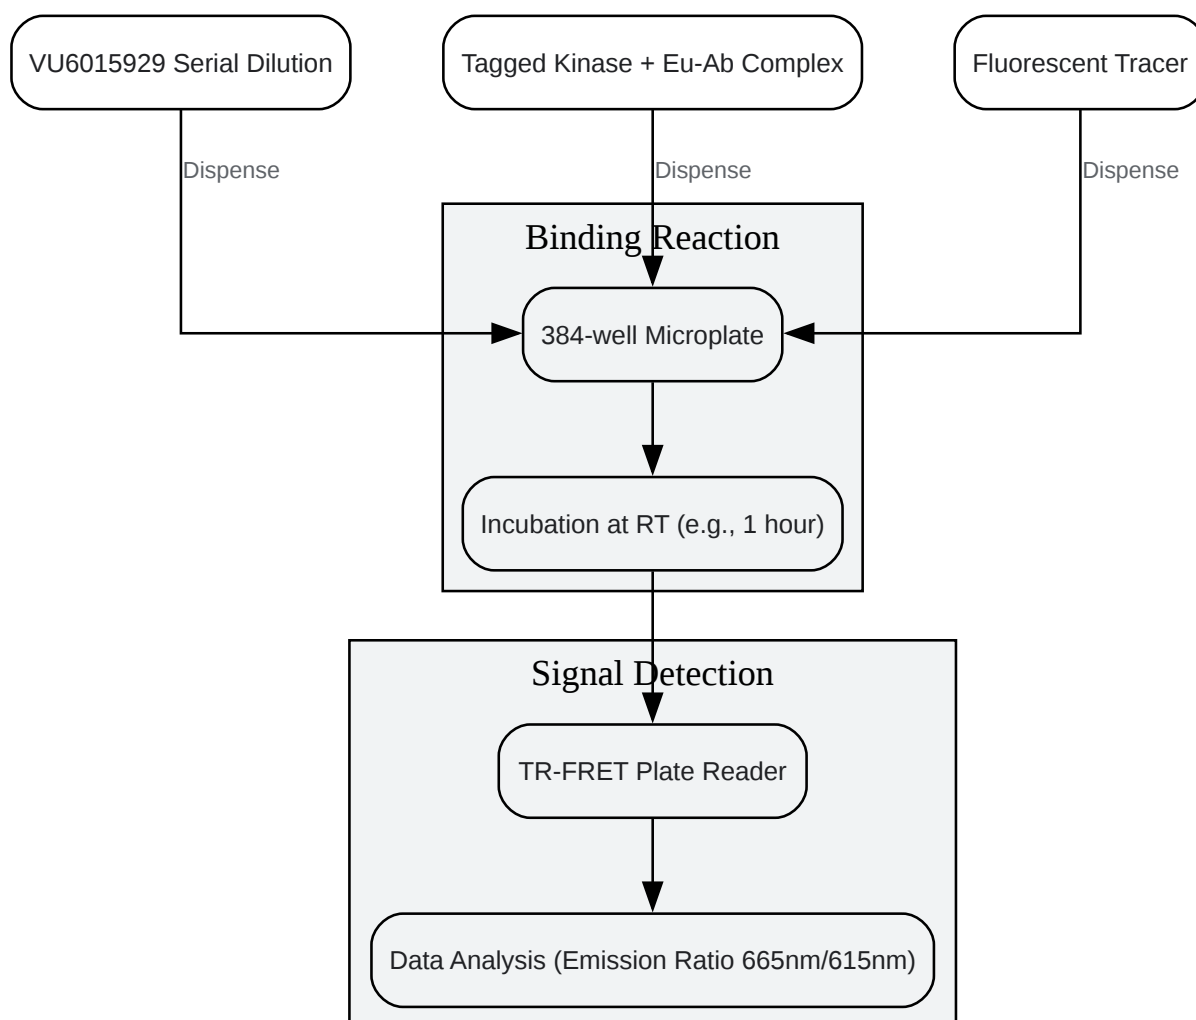 VU6015929 Serial Dilution
Tagged Kinase + Eu-Ab Complex
Fluorescent Tracer
Dispense
Dispense
Dispense
Binding Reaction
384-well Microplate
Incubation at RT (e.g., 1 hour)
Signal Detection
TR-FRET Plate Reader
Data Analysis (Emission Ratio 665nm/615nm)